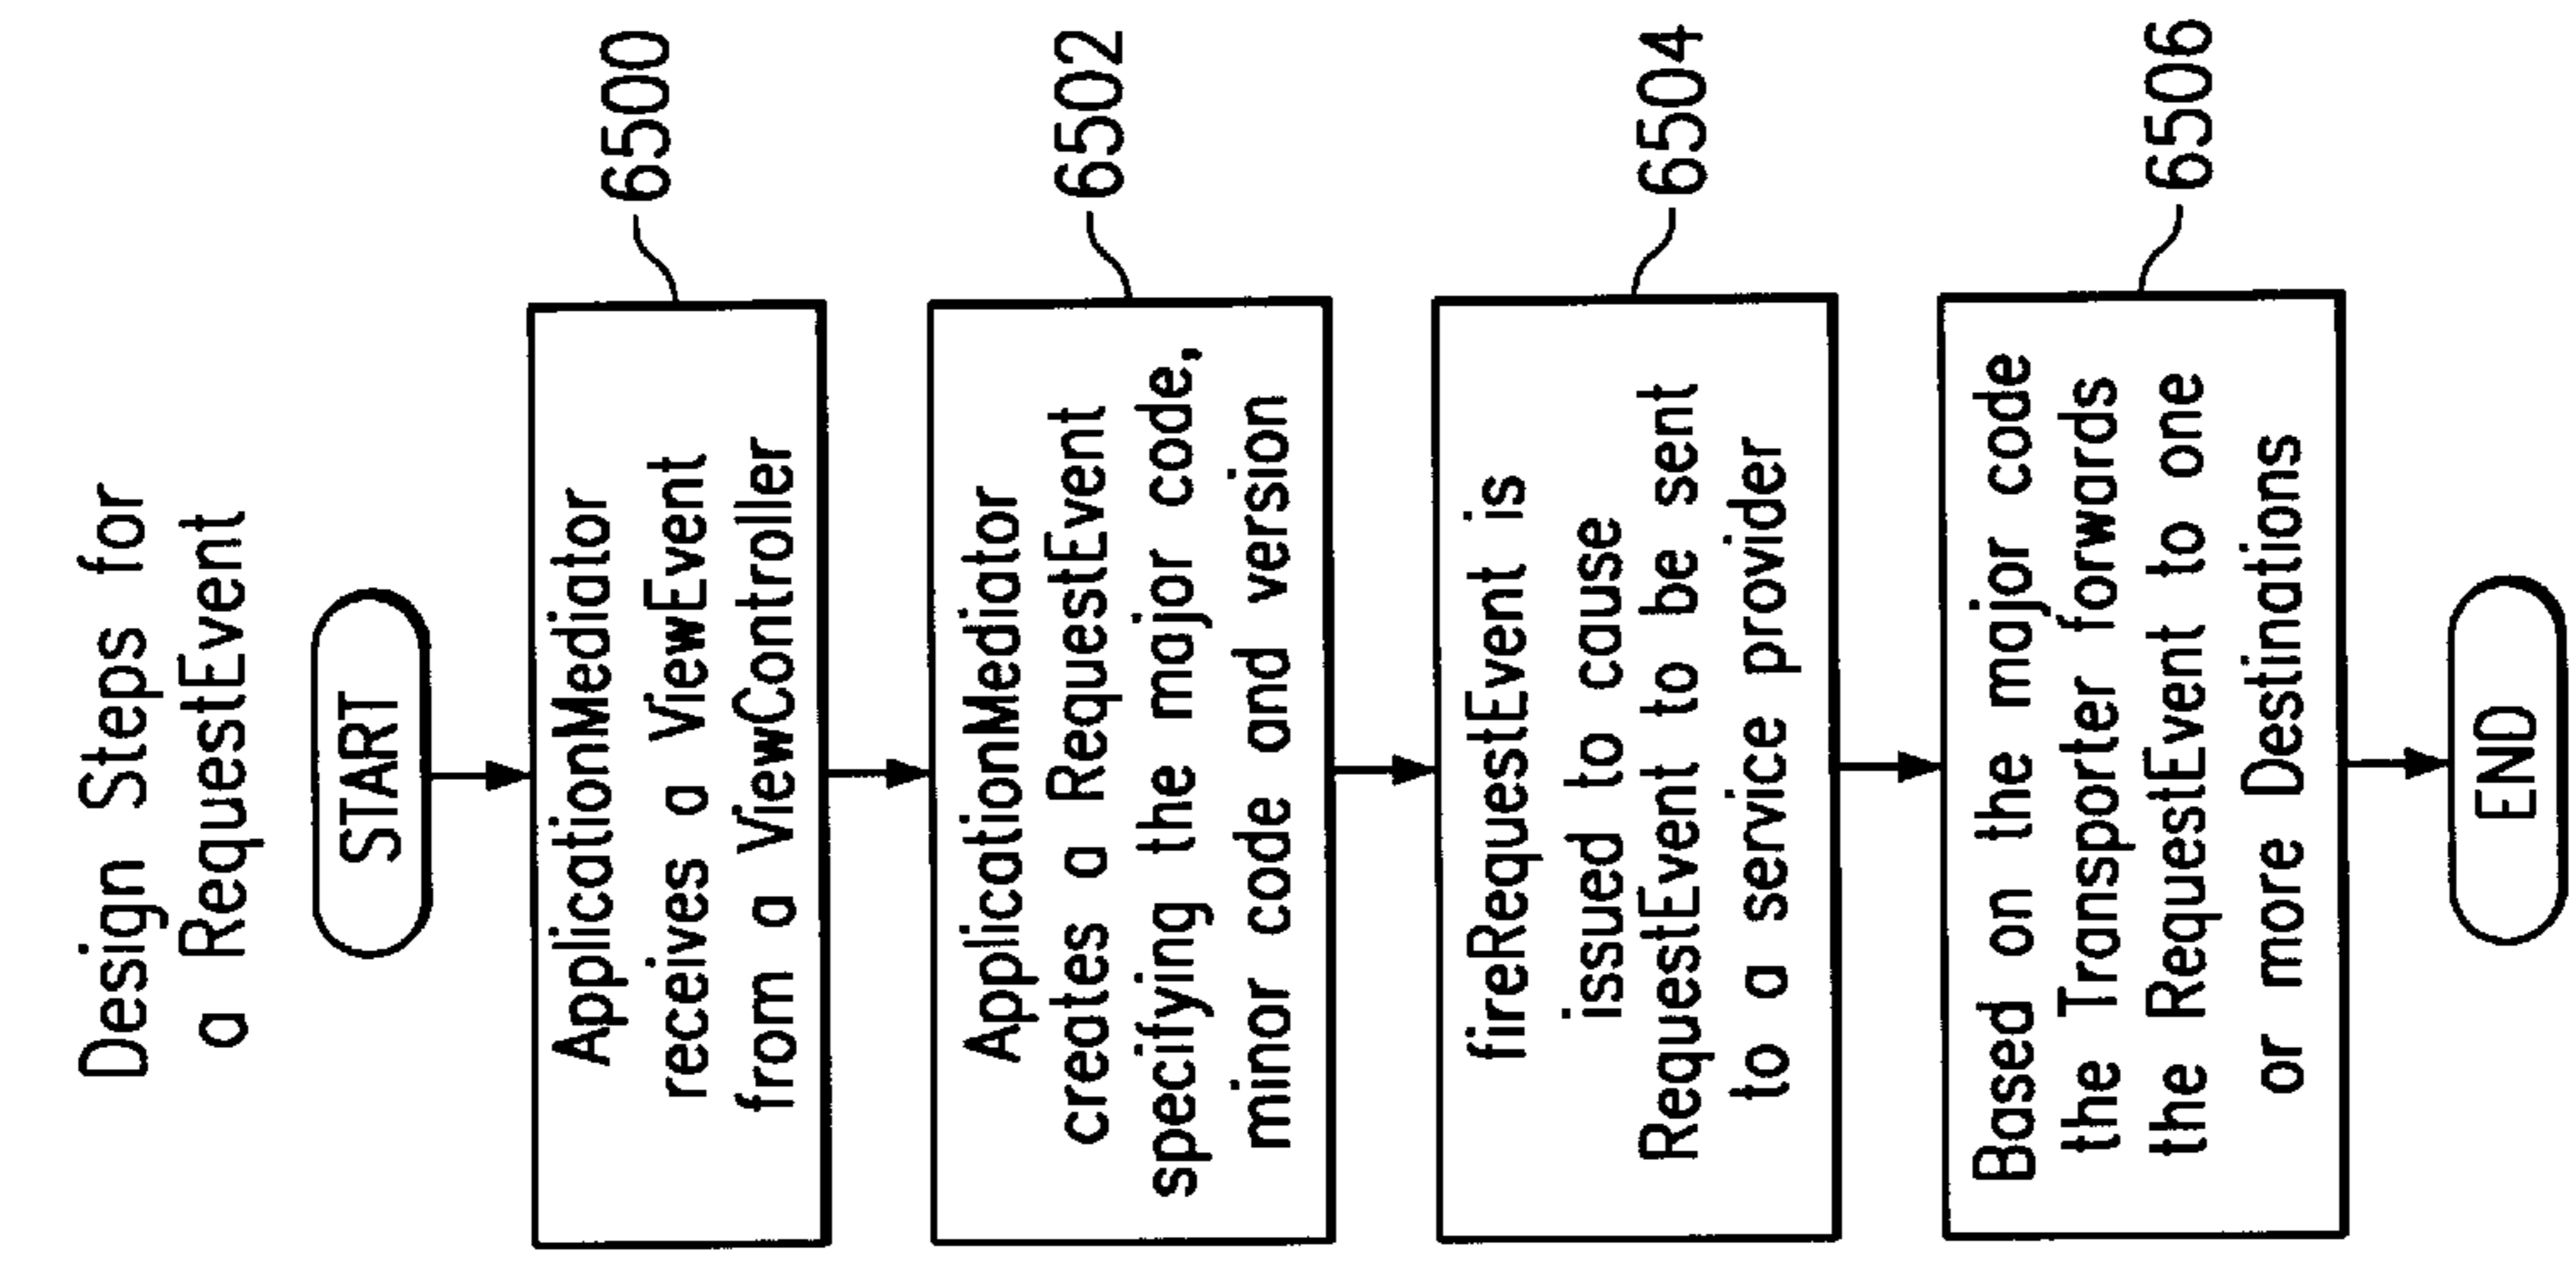 Design Steps for
a RequestEvent
START
ApplicationMediator
receives a ViewEvent
from a ViewController
6500
ApplicationMediator
creates a RequestEvent
specifying the major code,
minor code and version
6502
fireRequestEvent is
issued to cause
RequestEvent to be sent
to a service provider
6504
Based on the major code
the Transporter forwards
the RequestEvent to one
or more Destinations
6506
END